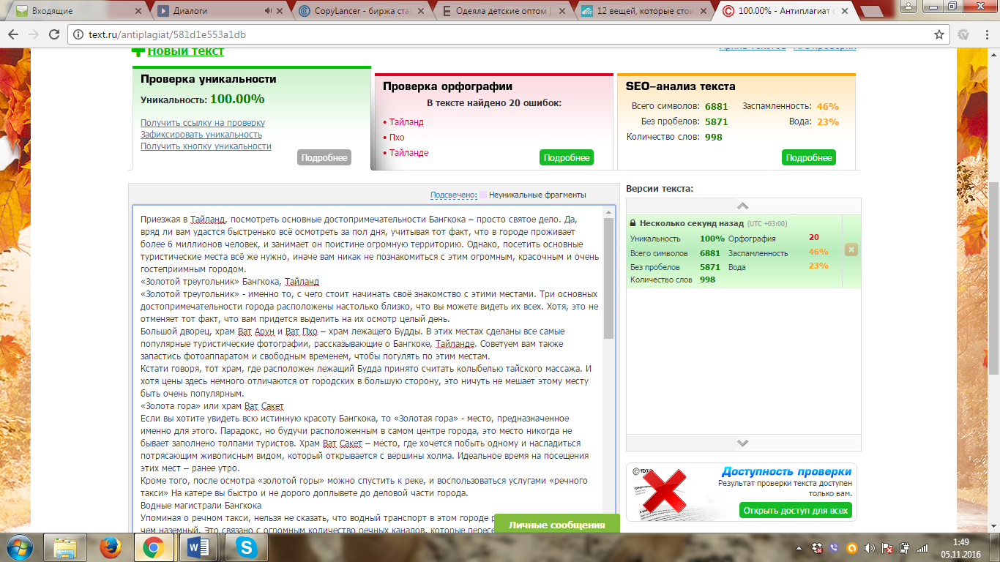 Входящие
Диалоги
CopyLancer - биржа ста
Одеяла детские оптом
12 вещей, которые стои
100.00% - Антиплагиат о
text.ru/antiplagiat/581d1e553a1db
Новый текст
Проверка уникальности
Уникальность: 100.00%
Получить ссылку на проверку
Зафиксировать уникальность
Получить кнопку уникальности
Подробнее
Проверка орфографии
В тексте найдено 20 ошибок:
• Тайланд
• Пхо
• Тайланде
Подробнее
SEO-анализ текста
Всего символов: 6881 Заспамленность: 46%
Без пробелов: 5871 Вода: 23%
Количество слов: 998
Подробнее
Подсвечено: Неуникальные фрагменты
Приезжая в Тайланд, посмотреть основные достопримечательности Бангкока – просто святое дело. Да,
вряд ли вам удастся быстренько всё осмотреть за пол дня, учитывая тот факт, что в городе проживает
более 6 миллионов человек, и занимает он поистине огромную территорию. Однако, посетить основные
туристические места всё же нужно, иначе вам никак не познакомиться с этим огромным, красочным и очень
гостеприимным городом.
«Золотой треугольник» Бангкока, Тайланд
«Золотой треугольник» - именно то, с чего стоит начинать своё знакомство с этими местами. Три основных
достопримечательности города расположены настолько близко, что вы можете видеть их всех. Хотя, это не
отменяет тот факт, что вам придется выделить на их осмотр целый день.
Большой дворец, храм Ват Арун и Ват Пхо – храм лежащего Будды. В этих местах сделаны все самые
популярные туристические фотографии, рассказывающие о Бангкоке, Тайланде. Советуем вам также
запастись фотоаппаратом и свободным временем, чтобы погулять по этим местам.
Кстати говоря, тот храм, где расположен лежащий Будда принято считать колыбелью тайского массажа. И
хотя цены здесь немного отличаются от городских в большую сторону, это ничуть не мешает этому месту
быть очень популярным.
«Золота гора» или храм Ват Сакет
Если вы хотите увидеть всю истинную красоту Бангкока, то «Золотая гора» - место, предназначенное
именно для этого. Парадокс, но будучи расположенным в самом центре города, это место никогда не
бывает заполнено толпами туристов. Храм Ват Сакет – место, где хочется побыть одному и насладиться
потрясающим живописным видом, который открывается с вершины холма. Идеальное время на посещения
этих мест – ранее утро.
Кроме того, после осмотра «золотой горы» можно спустить к реке, и воспользоваться услугами «речного
такси» На катере вы быстро и не дорого доплывете до деловой части города.
Водные магистрали Бангкока
Упоминая о речном такси, нельзя не сказать, что водный транспорт в этом городе
чем наземный. Это связано с огромным количество речных каналов, которые
Личные сообщения
Версии текста:
Несколько секунд назад (UTC +03:00)
Уникальность 100% Орфография 20
Всего символов 6881 Заспамленность 46%
Без пробелов 5871 Вода 23%
Количество слов 998
Доступность проверки
Результат проверки текста доступен
только вам.
Открыть доступ для всех
1:49
05.11.2016